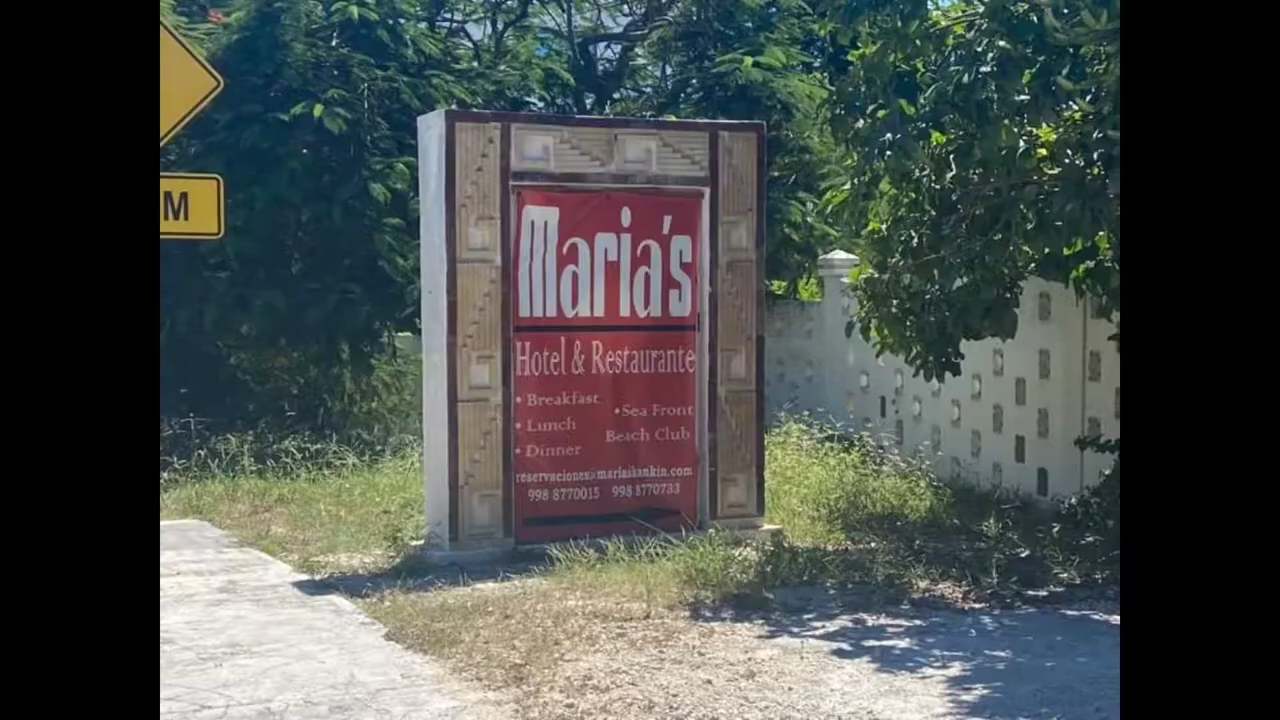 M
Maria's
Hotel & Restaurante
• Breakfast
• Lunch
• Dinner
•Sea Front
Beach Club
reservaciones@mariaskankin.com
998 8770015 998 8770733